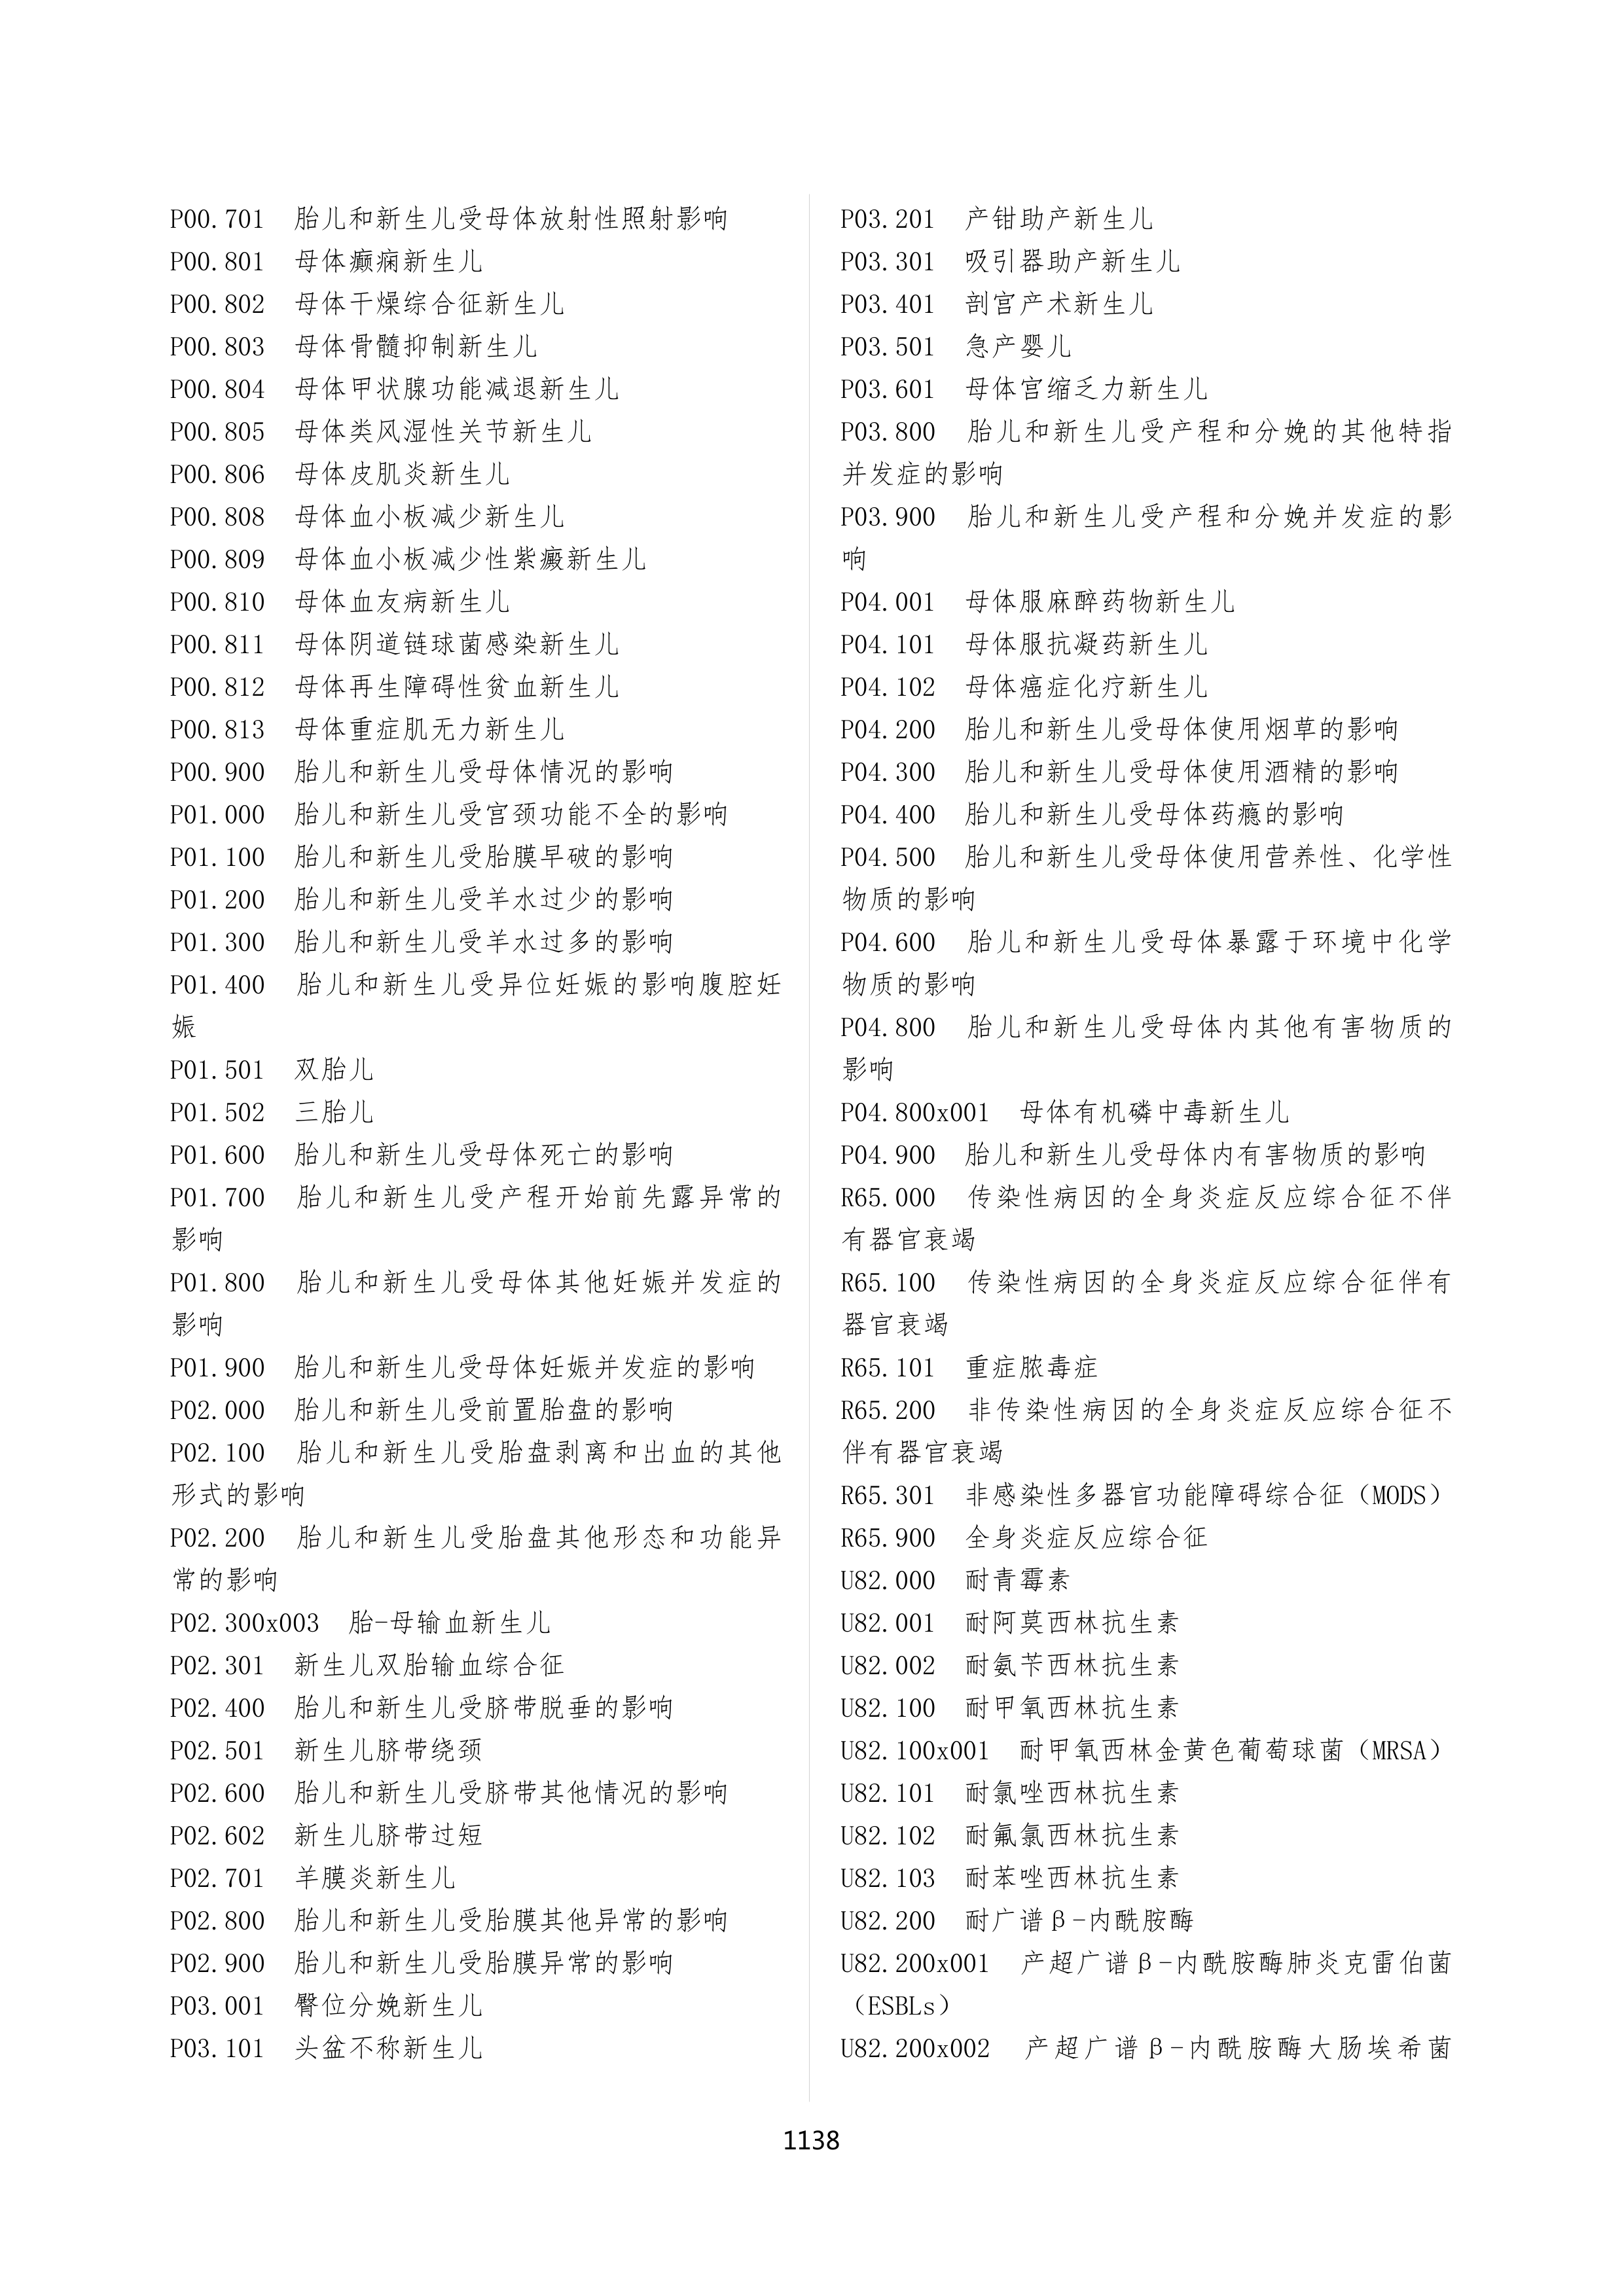 P00.701 胎儿和新生儿受母体放射性照射影响
P00.801 母体癫痫新生儿
P00.802 母体干燥综合征新生儿
P00.803 母体骨髓抑制新生儿
P00.804 母体甲状腺功能减退新生儿
P00.805 母体类风湿性关节新生儿
P00.806 母体皮肌炎新生儿
P00.808 母体血小板减少新生儿
P00.809 母体血小板减少性紫癜新生儿
P00.810 母体血友病新生儿
P00.811 母体阴道链球菌感染新生儿
P00.812 母体再生障碍性贫血新生儿
P00.813 母体重症肌无力新生儿
P00.900 胎儿和新生儿受母体情况的影响
P01.000 胎儿和新生儿受宫颈功能不全的影响
P01.100 胎儿和新生儿受胎膜早破的影响
P01.200 胎儿和新生儿受羊水过少的影响
P01.300 胎儿和新生儿受羊水过多的影响
P01.400 胎儿和新生儿受异位妊娠的影响腹腔妊
娠
P01.501 双胎儿
P01.502 三胎儿
P01.600 胎儿和新生儿受母体死亡的影响
P01.700 胎儿和新生儿受产程开始前先露异常的
影响
P01.800 胎儿和新生儿受母体其他妊娠并发症的
影响
P01.900 胎儿和新生儿受母体妊娠并发症的影响
P02.000 胎儿和新生儿受前置胎盘的影响
P02.100 胎儿和新生儿受胎盘剥离和出血的其他
形式的影响
P02.200 胎儿和新生儿受胎盘其他形态和功能异
常的影响
P02.300x003 胎-母输血新生儿
P02.301 新生儿双胎输血综合征
P02.400 胎儿和新生儿受脐带脱垂的影响
P02.501 新生儿脐带绕颈
P02.600 胎儿和新生儿受脐带其他情况的影响
P02.602 新生儿脐带过短
P02.701 羊膜炎新生儿
P02.800 胎儿和新生儿受胎膜其他异常的影响
P02.900 胎儿和新生儿受胎膜异常的影响
P03.001 臀位分娩新生儿
P03.101 头盆不称新生儿
P03.201 产钳助产新生儿
P03.301 吸引器助产新生儿
P03.401 剖宫产术新生儿
P03.501 急产婴儿
P03.601 母体宫缩乏力新生儿
P03.800 胎儿和新生儿受产程和分娩的其他特指
并发症的影响
P03.900 胎儿和新生儿受产程和分娩并发症的影
响
P04.001 母体服麻醉药物新生儿
P04.101 母体服抗凝药新生儿
P04.102 母体癌症化疗新生儿
P04.200 胎儿和新生儿受母体使用烟草的影响
P04.300 胎儿和新生儿受母体使用酒精的影响
P04.400 胎儿和新生儿受母体药瘾的影响
P04.500 胎儿和新生儿受母体使用营养性、化学性
物质的影响
P04.600 胎儿和新生儿受母体暴露于环境中化学
物质的影响
P04.800 胎儿和新生儿受母体内其他有害物质的
影响
P04.800x001 母体有机磷中毒新生儿
P04.900 胎儿和新生儿受母体内有害物质的影响
R65.000 传染性病因的全身炎症反应综合征不伴
有器官衰竭
R65.100 传染性病因的全身炎症反应综合征伴有
器官衰竭
R65.101 重症脓毒症
R65.200 非传染性病因的全身炎症反应综合征不
伴有器官衰竭
R65.301 非感染性多器官功能障碍综合征（MODS）
R65.900 全身炎症反应综合征
U82.000 耐青霉素
U82.001 耐阿莫西林抗生素
U82.002 耐氨苄西林抗生素
U82.100 耐甲氧西林抗生素
U82.100x001 耐甲氧西林金黄色葡萄球菌（MRSA）
U82.101 耐氯唑西林抗生素
U82.102 耐氟氯西林抗生素
U82.103 耐苯唑西林抗生素
U82.200 耐广谱β-内酰胺酶
U82.200x001 产超广谱β-内酰胺酶肺炎克雷伯菌
（ESBLs）
U82.200x002 产超广谱β-内酰胺酶大肠埃希菌
1138